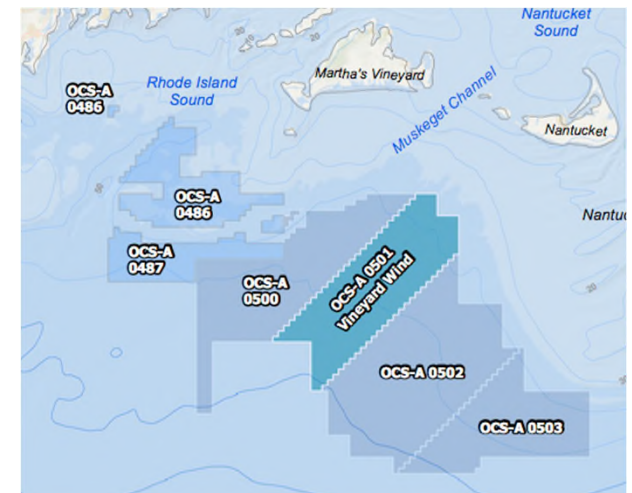 Nantucket
Sound
OCS-A
0486
Rhode Island
Sound
Martha's Vineyard
Muskeget Channel
Nantucket
OCS-A
0486
Nantu
OCS-A
0487
OCS-A
0500
OCS-A 0501
Vineyard Wind
OCS-A 0502
OCS-A 0503